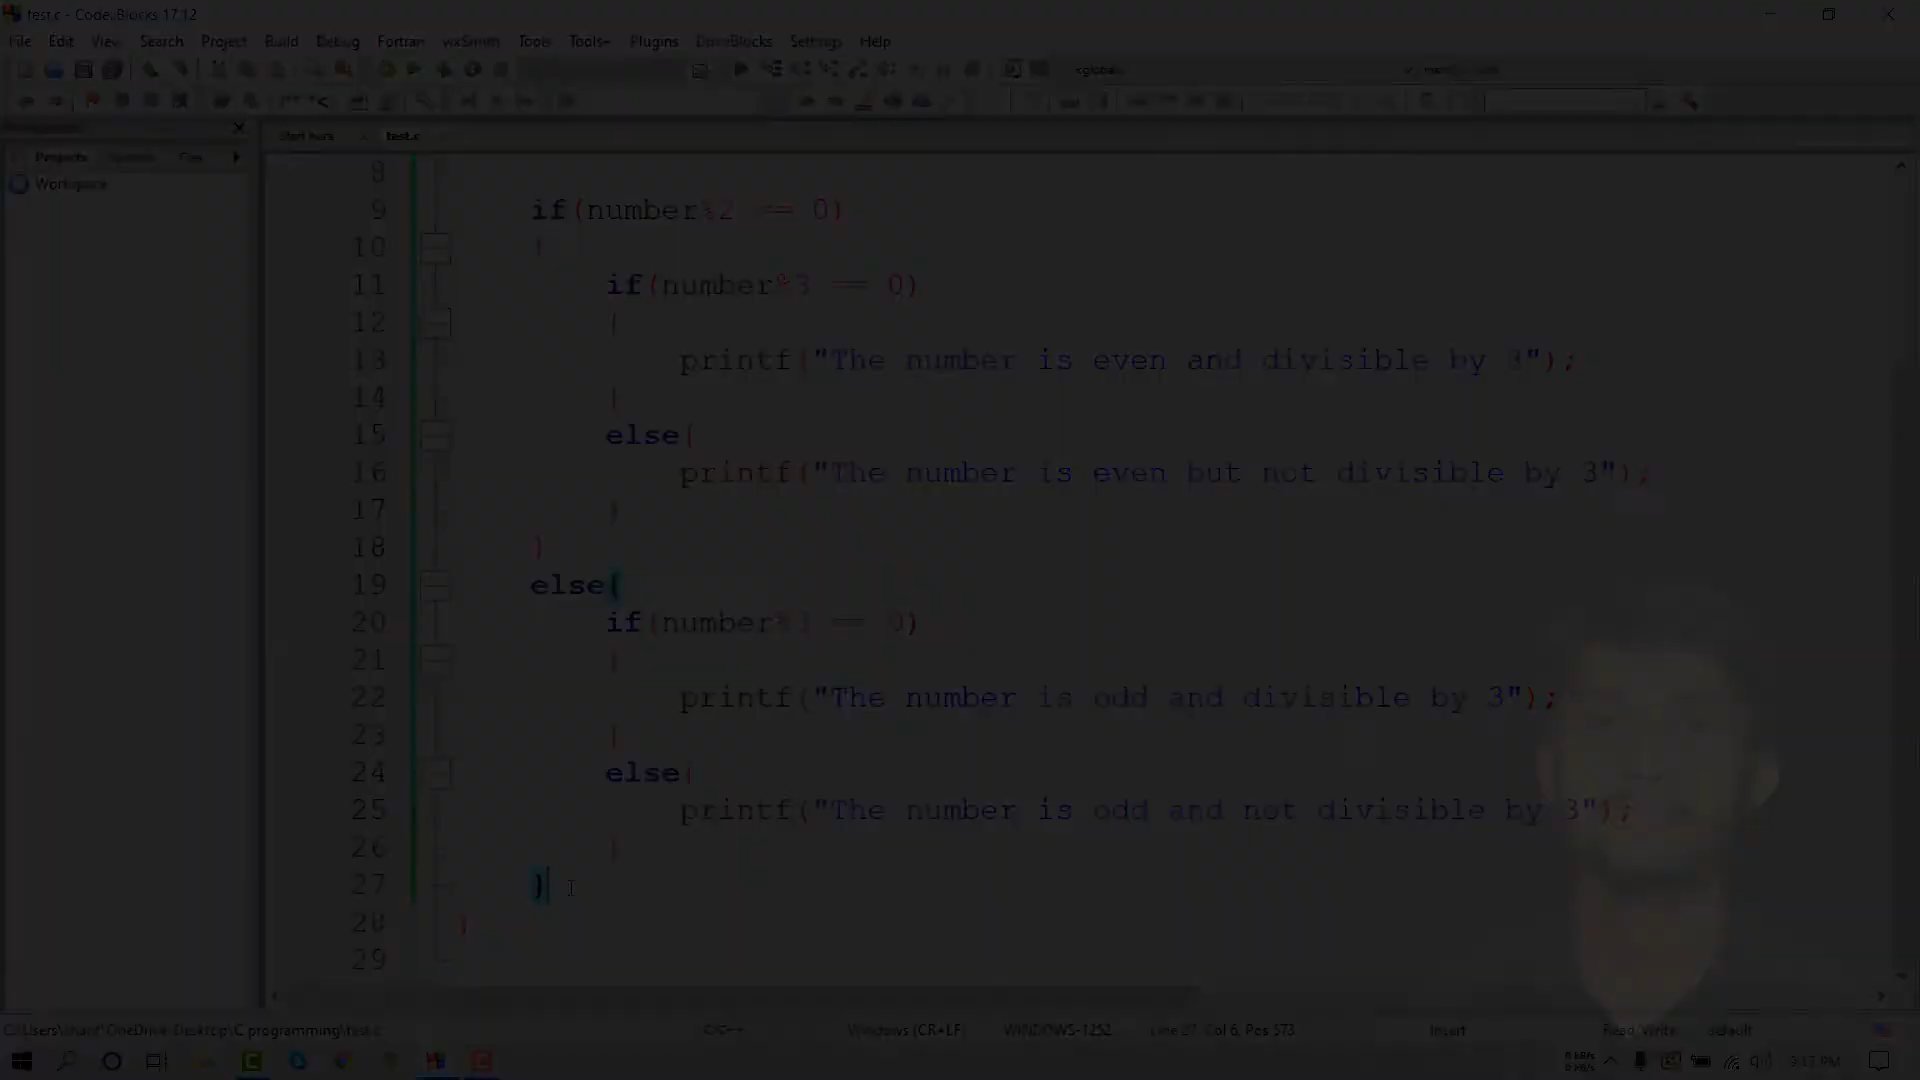 test.c - Code::Blocks 17.12
File Edit View Search Project Build Debug Fortran wxSmith Tools Tools+ Plugins DoxyBlocks Settings Help
<global>
Start here test.c
Projects
Workspace
8
9 if(number%2 == 0)
10 {
11 if(number%3 == 0)
12 {
13 printf("The number is even and divisible by 3");
14 }
15 else{
16 printf("The number is even but not divisible by 3");
17 }
18 }
19 else{
20 if(number%3 == 0)
21 {
22 printf("The number is odd and divisible by 3");
23 }
24 else{
25 printf("The number is odd and not divisible by 3");
26 }
27 }
28 }
29
C/C++ Windows (CR+LF) WINDOWS-1252 Line 27, Col 6, Pos 573 Insert Read/Write default